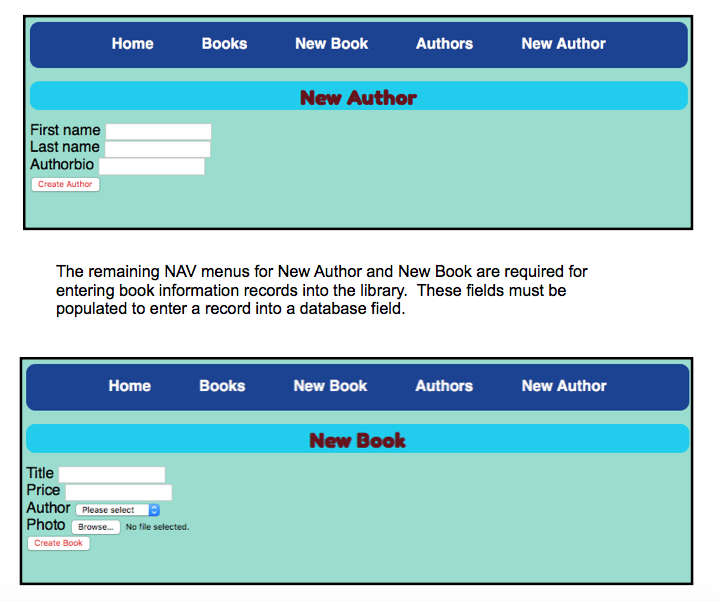 Home Books New Book Authors New Author
New Author
First name
Last name
Authorbio
Create Author
The remaining NAV menus for New Author and New Book are required for
entering book information records into the library.  These fields must be
populated to enter a record into a database field.
Home Books New Book Authors New Author
New Book
Title
Price
Author Please select
Photo Browse... No file selected.
Create Book